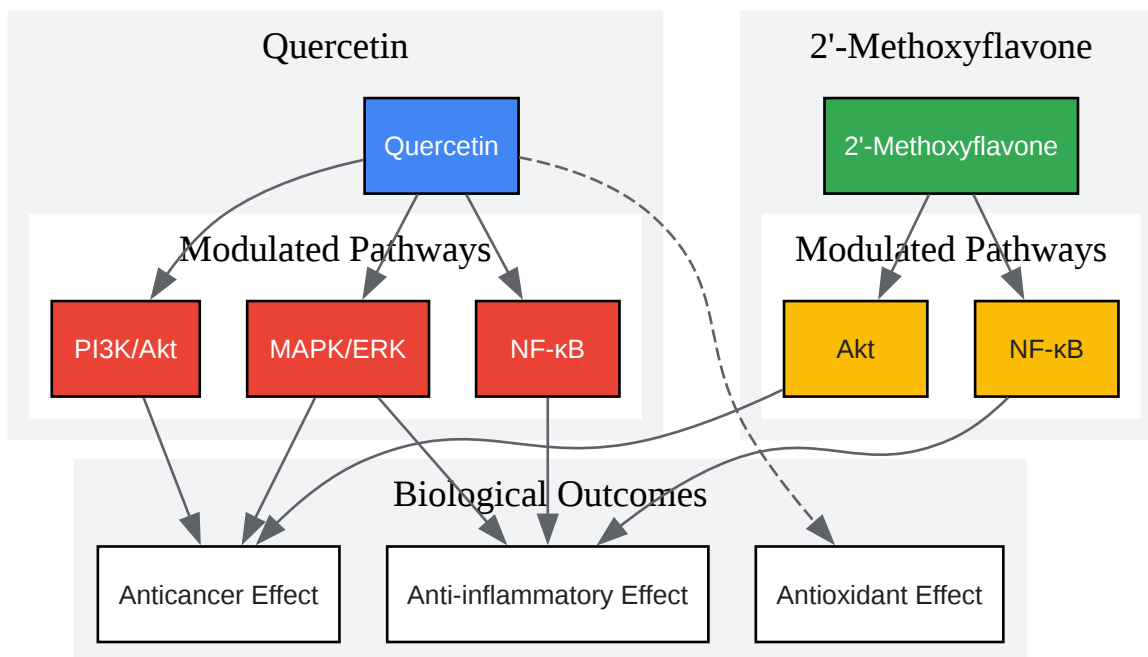 Quercetin
2'-Methoxyflavone
Quercetin
2'-Methoxyflavone
Modulated Pathways
Modulated Pathways
PI3K/Akt
MAPK/ERK
NF-κB
Akt
NF-κB
Biological Outcomes
Anticancer Effect
Anti-inflammatory Effect
Antioxidant Effect